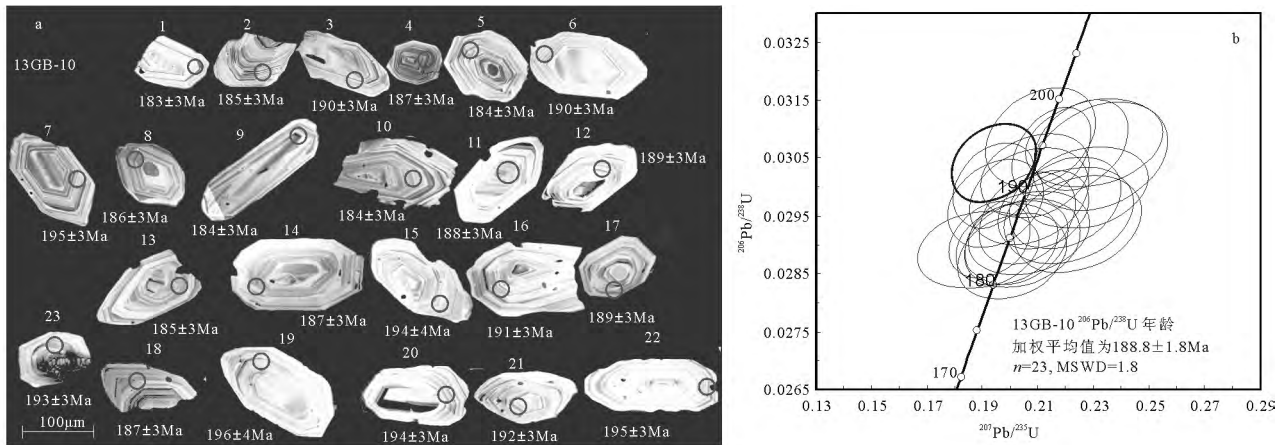 a
13GB-10
1 2 3 4 5 6
183±3Ma 185±3Ma 190±3Ma 187±3Ma 184±3Ma 190±3Ma
7 8 9 10 11 12
195±3Ma 186±3Ma 184±3Ma 184±3Ma 188±3Ma 189±3Ma
13 14 15 16 17
185±3Ma 187±3Ma 194±4Ma 191±3Ma 189±3Ma
23 18 19 20 21 22
193±3Ma 187±3Ma 196±4Ma 194±3Ma 192±3Ma 195±3Ma
100μm
b
0.0325
0.0315
0.0305
0.0295
0.0285
0.0275
0.0265
²⁰⁶Pb/²³⁸U
200
190
180
170
13GB-10 ²⁰⁶Pb/²³⁸U 年龄
加权平均值为188.8±1.8Ma
n=23, MSWD=1.8
0.13 0.15 0.17 0.19 0.21 0.23 0.25 0.27 0.29
²⁰⁷Pb/²³⁵U